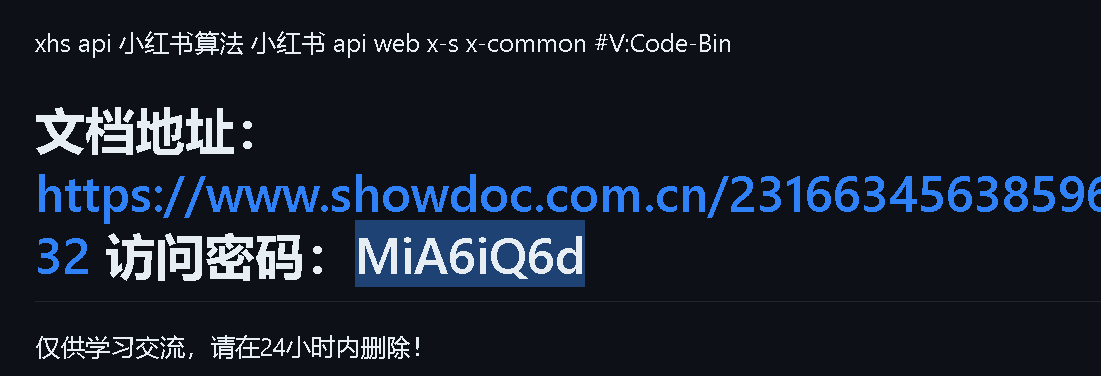 xhs api 小红书算法 小红书 api web x-s x-common #V:Code-Bin
文档地址：
https://www.showdoc.com.cn/23166345638596
32 访问密码：MiA6iQ6d
仅供学习交流，请在24小时内删除！